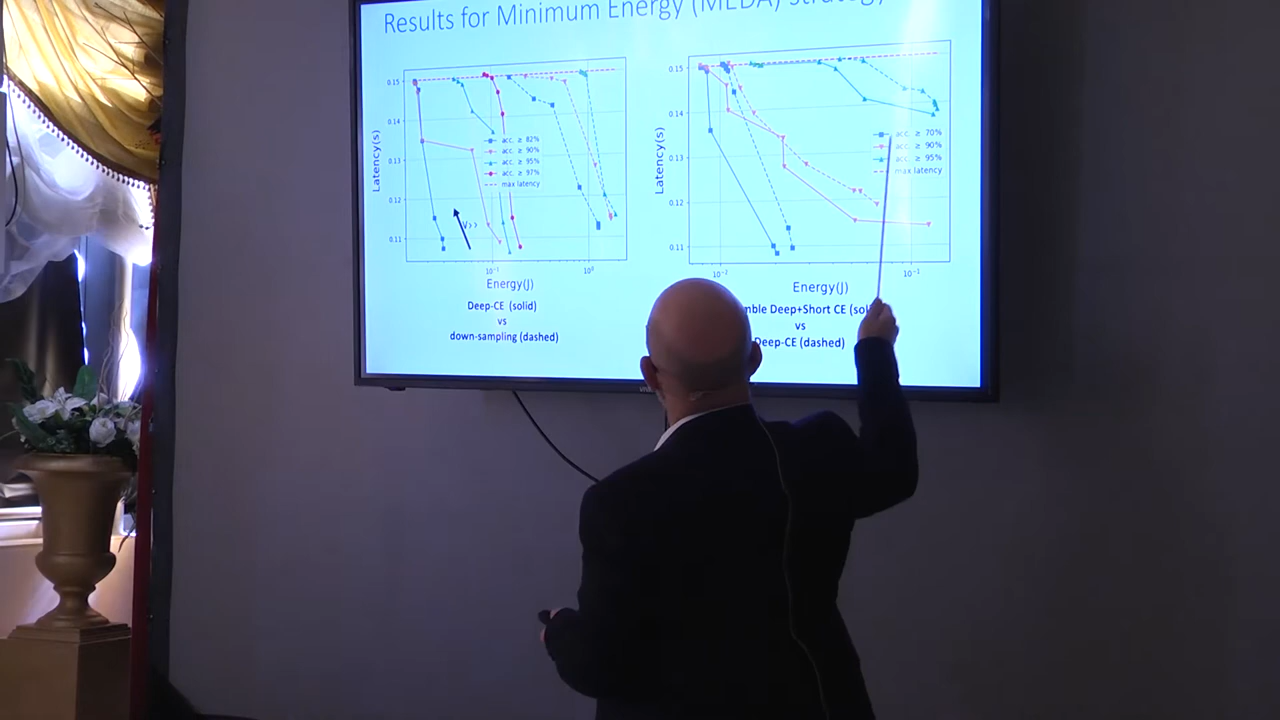 Results for Minimum Energy (MEDA) strategy
Latency(s)
0.15
0.14
0.13
0.12
0.11
acc. ≥ 82%
acc. ≥ 90%
acc. ≥ 95%
acc. ≥ 97%
max latency
V>>
10⁻¹
10⁰
Energy(J)
Deep-CE (solid)
vs
down-sampling (dashed)
Latency(s)
0.15
0.14
0.13
0.12
0.11
acc. ≥ 70%
acc. ≥ 90%
acc. ≥ 95%
max latency
10⁻²
10⁻¹
Energy(J)
Deep+Short CE
vs
Deep-CE (dashed)